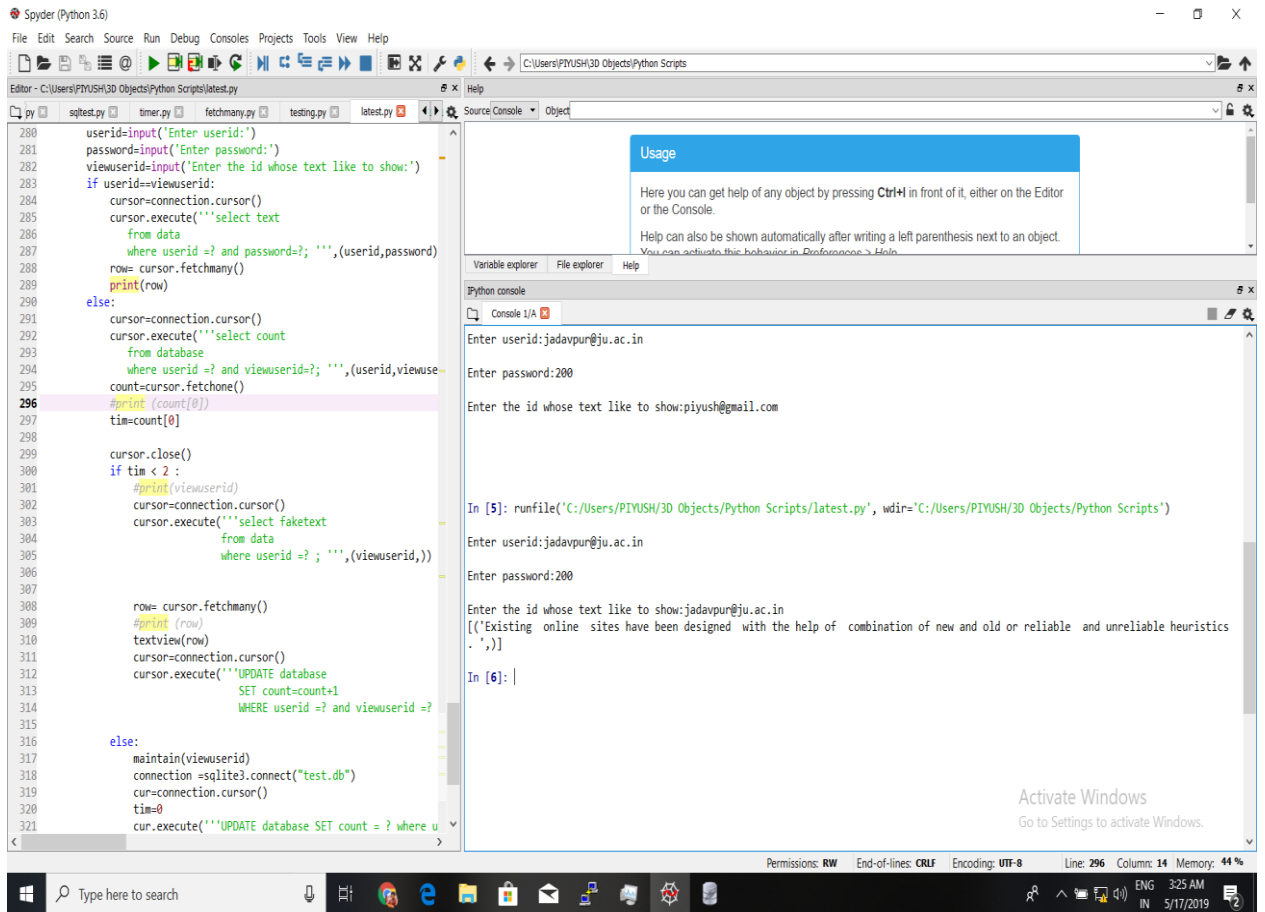 Spyder (Python 3.6)
File Edit Search Source Run Debug Consoles Projects Tools View Help
C:\Users\PIYUSH\3D Objects\Python Scripts
Editor - C:\Users\PIYUSH\3D Objects\Python Scripts\latest.py
py sqltest.py timer.py fetchmany.py testing.py latest.py
280 userid=input('Enter userid:')
281 password=input('Enter password:')
282 viewuserid=input('Enter the id whose text like to show:')
283 if userid==viewuserid:
284 cursor=connection.cursor()
285 cursor.execute('''select text
286 from data
287 where userid =? and password=?; ''',(userid,password)
288 row= cursor.fetchmany()
289 print(row)
290 else:
291 cursor=connection.cursor()
292 cursor.execute('''select count
293 from database
294 where userid =? and viewuserid=?; ''',(userid,viewuse
295 count=cursor.fetchone()
296 #print (count[0])
297 tim=count[0]
298
299 cursor.close()
300 if tim < 2 :
301 #print(viewuserid)
302 cursor=connection.cursor()
303 cursor.execute('''select faketext
304 from data
305 where userid =? ; ''',(viewuserid,))
306
307
308 row= cursor.fetchmany()
309 #print (row)
310 textview(row)
311 cursor=connection.cursor()
312 cursor.execute('''UPDATE database
313 SET count=count+1
314 WHERE userid =? and viewuserid =?
315
316 else:
317 maintain(viewuserid)
318 connection =sqlite3.connect("test.db")
319 cur=connection.cursor()
320 tim=0
321 cur.execute('''UPDATE database SET count = ? where u
Help
Source Console Object
Usage
Here you can get help of any object by pressing Ctrl+I in front of it, either on the Editor
or the Console.
Help can also be shown automatically after writing a left parenthesis next to an object.
You can activate this behavior in Preferences > Help.
Variable explorer File explorer Help
IPython console
Console 1/A
Enter userid:jadavpur@ju.ac.in
Enter password:200
Enter the id whose text like to show:piyush@gmail.com
In [5]: runfile('C:/Users/PIYUSH/3D Objects/Python Scripts/latest.py', wdir='C:/Users/PIYUSH/3D Objects/Python Scripts')
Enter userid:jadavpur@ju.ac.in
Enter password:200
Enter the id whose text like to show:jadavpur@ju.ac.in
[('Existing online sites have been designed with the help of combination of new and old or reliable and unreliable heuristics
. ',)]
In [6]:
Activate Windows
Go to Settings to activate Windows.
Permissions: RW End-of-lines: CRLF Encoding: UTF-8 Line: 296 Column: 14 Memory: 44 %
Type here to search
ENG 3:25 AM
IN 5/17/2019
2